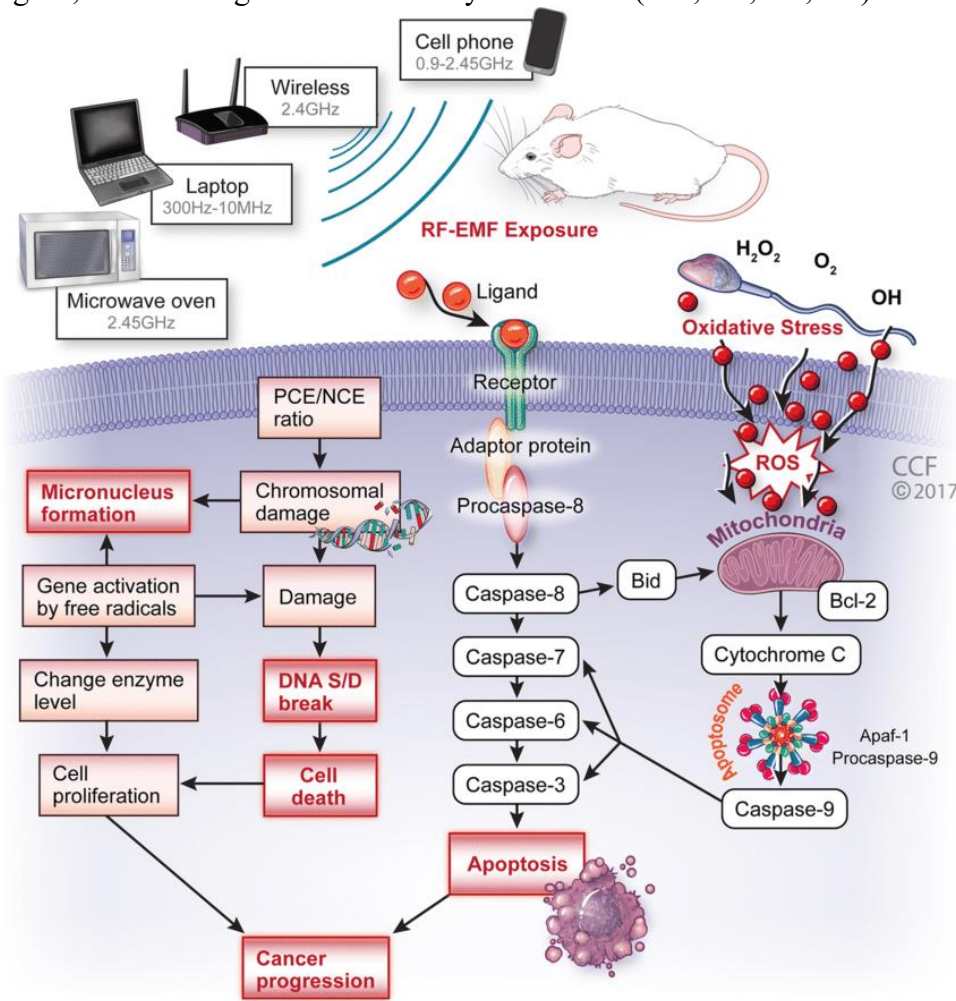 Cell phone
0.9-2.45GHz
Wireless
2.4GHz
Laptop
300Hz-10MHz
Microwave oven
2.45GHz
RF-EMF Exposure
H2O2
O2
OH
Oxidative Stress
Ligand
Receptor
Adaptor protein
Procaspase-8
ROS
CCF
©2017
Mitochondria
PCE/NCE
ratio
Micronucleus
formation
Chromosomal
damage
Gene activation
by free radicals
Damage
Caspase-8
Bid
Bcl-2
Change enzyme
level
DNA S/D
break
Caspase-7
Cytochrome C
Caspase-6
Apoptosome
Apaf-1
Procaspase-9
Cell
proliferation
Cell
death
Caspase-3
Caspase-9
Apoptosis
Cancer
progression